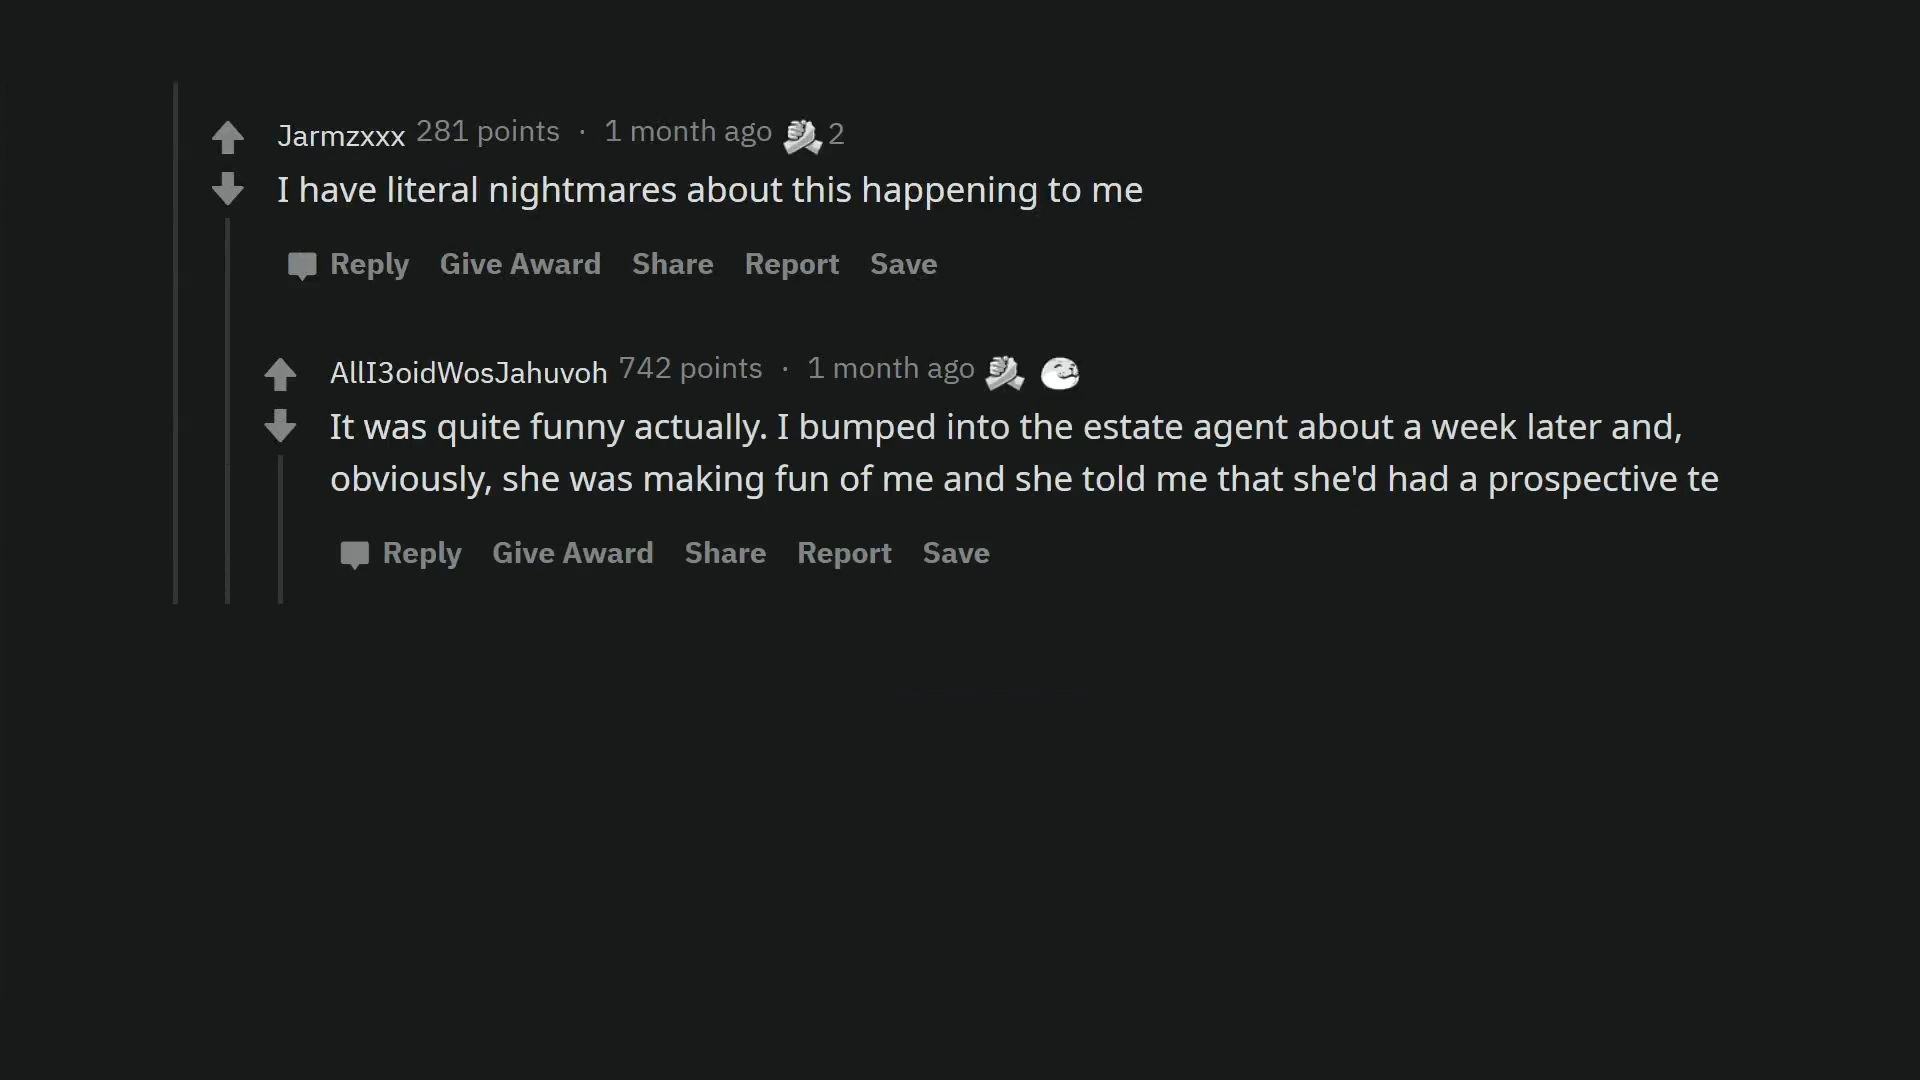 Jarmzxxx 281 points · 1 month ago 2
I have literal nightmares about this happening to me
Reply Give Award Share Report Save
AllI3oidWosJahuvoh 742 points · 1 month ago
It was quite funny actually. I bumped into the estate agent about a week later and,
obviously, she was making fun of me and she told me that she'd had a prospective te
Reply Give Award Share Report Save